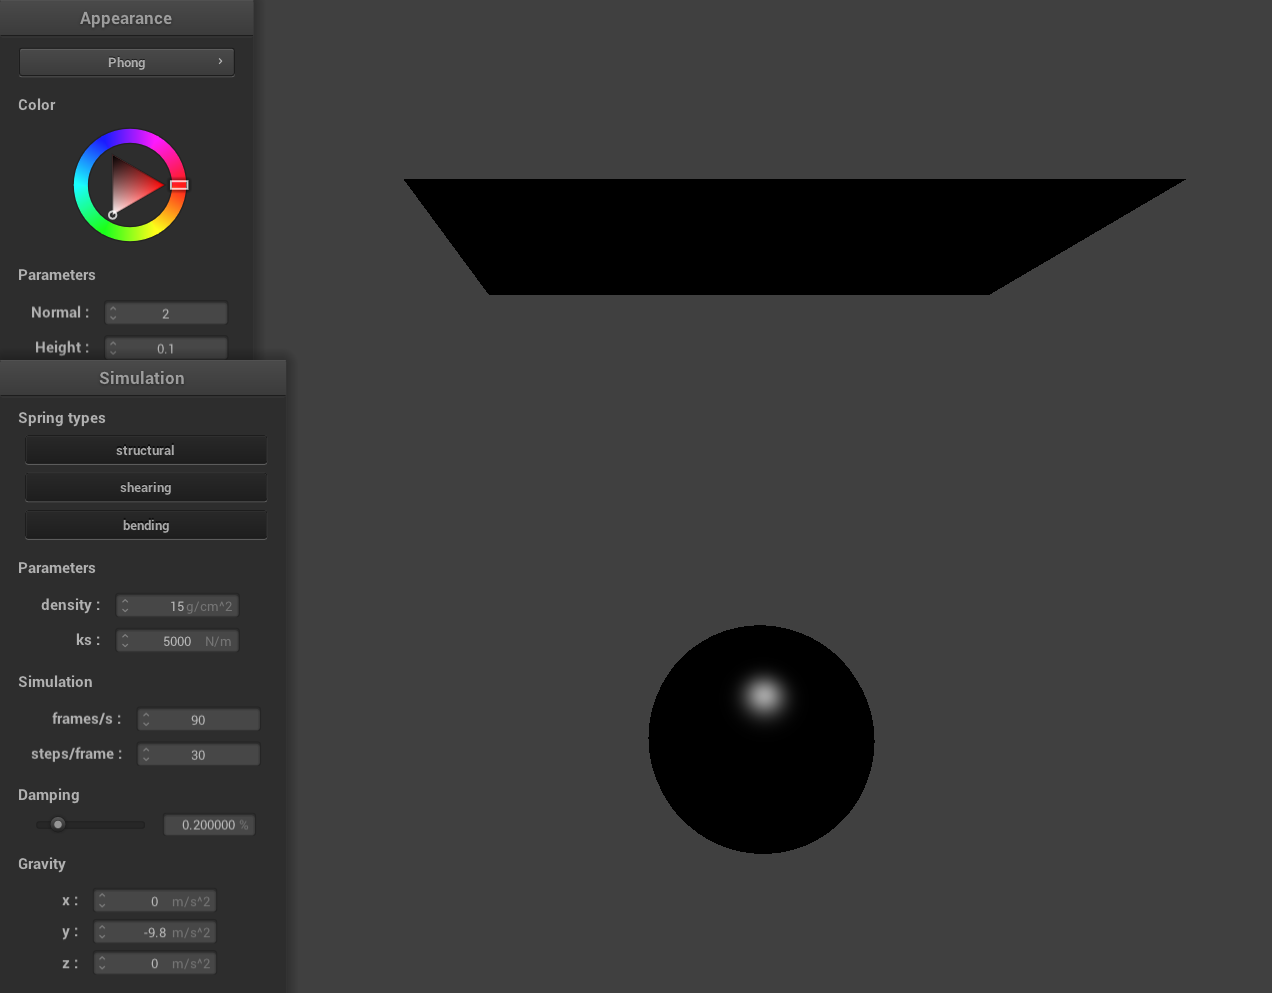 Appearance
Phong
Color
Parameters
Normal : 2
Height : 0.1
Simulation
Spring types
structural
shearing
bending
Parameters
density : 15 g/cm^2
ks : 5000 N/m
Simulation
frames/s : 90
steps/frame : 30
Damping
0.200000 %
Gravity
x : 0 m/s^2
y : -9.8 m/s^2
z : 0 m/s^2